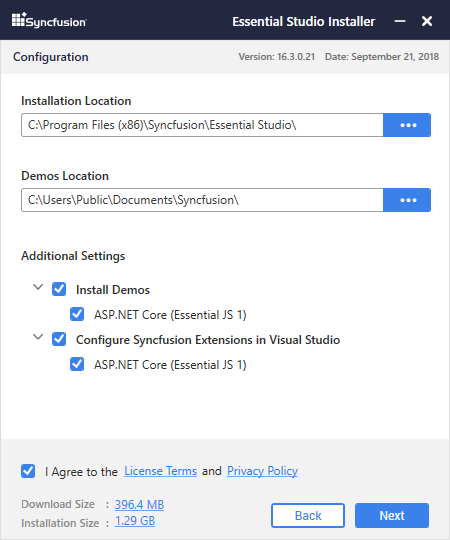 Syncfusion Essential Studio Installer
Configuration Version: 16.3.0.21 Date: September 21, 2018
Installation Location
C:\Program Files (x86)\Syncfusion\Essential Studio\
Demos Location
C:\Users\Public\Documents\Syncfusion\
Additional Settings
Install Demos
ASP.NET Core (Essential JS 1)
Configure Syncfusion Extensions in Visual Studio
ASP.NET Core (Essential JS 1)
I Agree to the License Terms and Privacy Policy
Download Size : 396.4 MB
Installation Size : 1.29 GB
Back Next